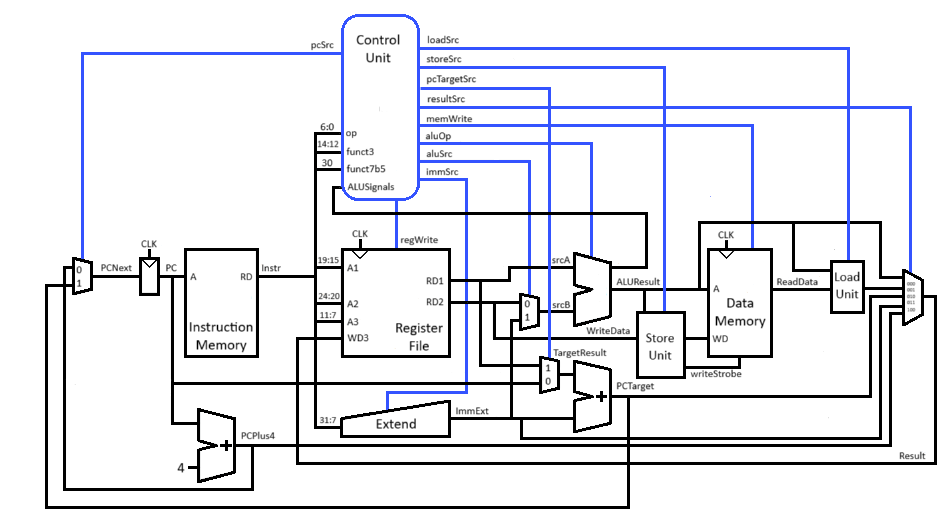 Control
Unit
pcSrc
loadSrc
storeSrc
pcTargetSrc
resultSrc
memWrite
aluOp
aluSrc
immSrc
6:0
op
14:12
funct3
30
funct7b5
ALUSignals
regWrite
CLK
PCNext
PC
0
1
A
RD
Instr
Instruction
Memory
CLK
19:15
A1
24:20
A2
11:7
A3
WD3
RD1
RD2
Register
File
31:7
Extend
ImmExt
0
1
srcA
srcB
ALUResult
WriteData
TargetResult
1
0
+
PCTarget
Store
Unit
writeStrobe
CLK
A
WD
Data
Memory
ReadData
Load
Unit
000
001
010
011
100
Result
4
+
PCPlus4